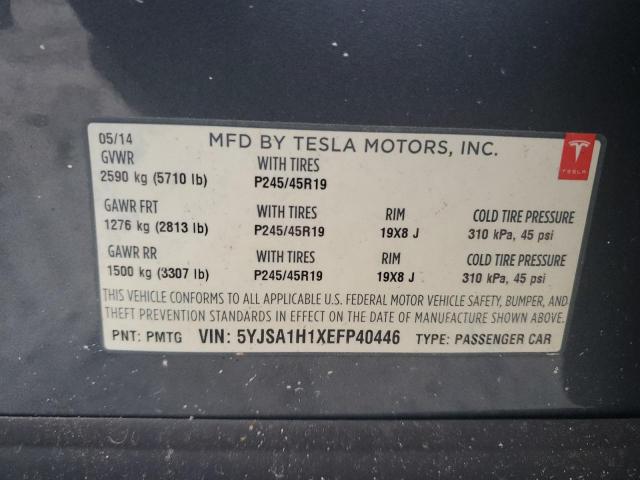 05/14 MFD BY TESLA MOTORS, INC.
GVWR WITH TIRES
2590 kg (5710 lb) P245/45R19
TESLA
GAWR FRT WITH TIRES RIM COLD TIRE PRESSURE
1276 kg (2813 lb) P245/45R19 19X8 J 310 kPa, 45 psi
GAWR RR WITH TIRES RIM COLD TIRE PRESSURE
1500 kg (3307 lb) P245/45R19 19X8 J 310 kPa, 45 psi
THIS VEHICLE CONFORMS TO ALL APPLICABLE U.S. FEDERAL MOTOR VEHICLE SAFETY, BUMPER, AND
THEFT PREVENTION STANDARDS IN EFFECT ON THE DATE OF MANUFACTURE SHOWN ABOVE.
PNT: PMTG VIN: 5YJSA1H1XEFP40446 TYPE: PASSENGER CAR